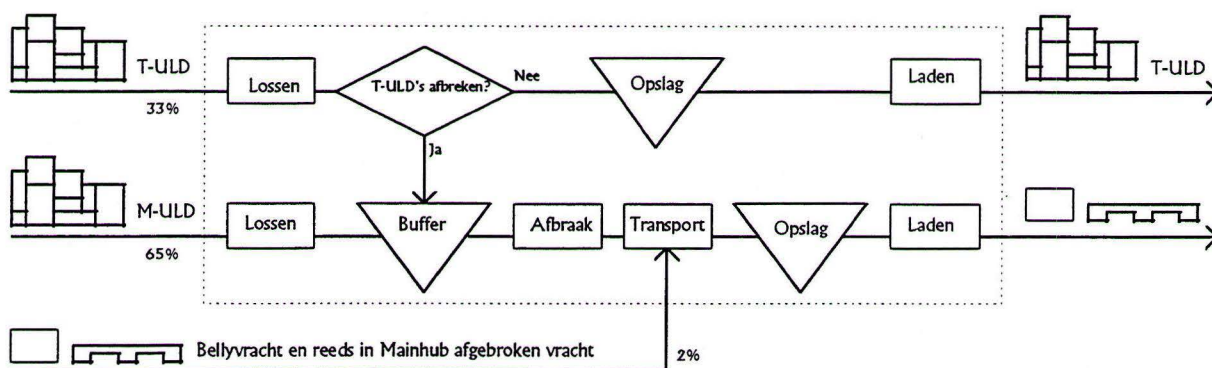 T-ULD
33%
Lossen
T-ULD's afbreken?
Nee
Opslag
Laden
T-ULD
Ja
M-ULD
65%
Lossen
Buffer
Afbraak
Transport
Opslag
Laden
Bellyvracht en reeds in Mainhub afgebroken vracht
2%